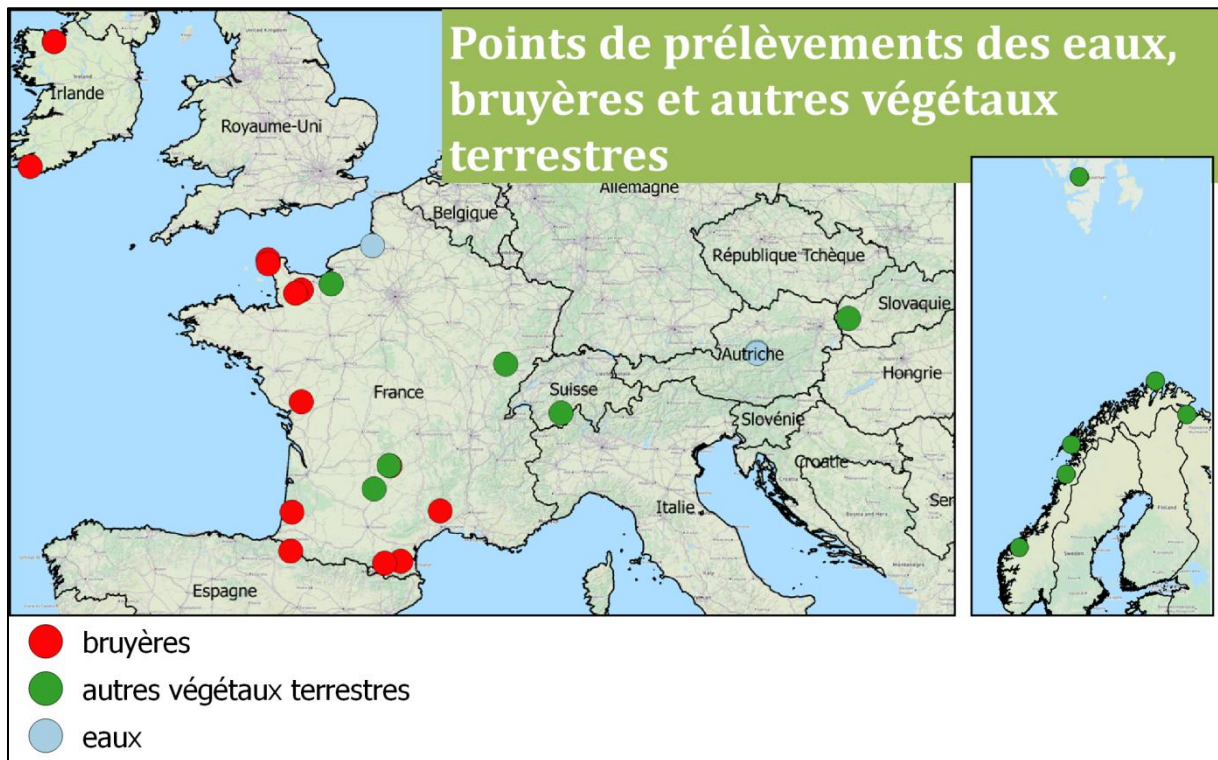 Points de prélèvements des eaux,
bruyères et autres végétaux
terrestres
Irlande
Royaume-Uni
Allemagne
Belgique
République Tchèque
Slovaquie
Autriche
Hongrie
France
Suisse
Slovénie
Croatie
Ser
Italie
Espagne
bruyères
autres végétaux terrestres
eaux